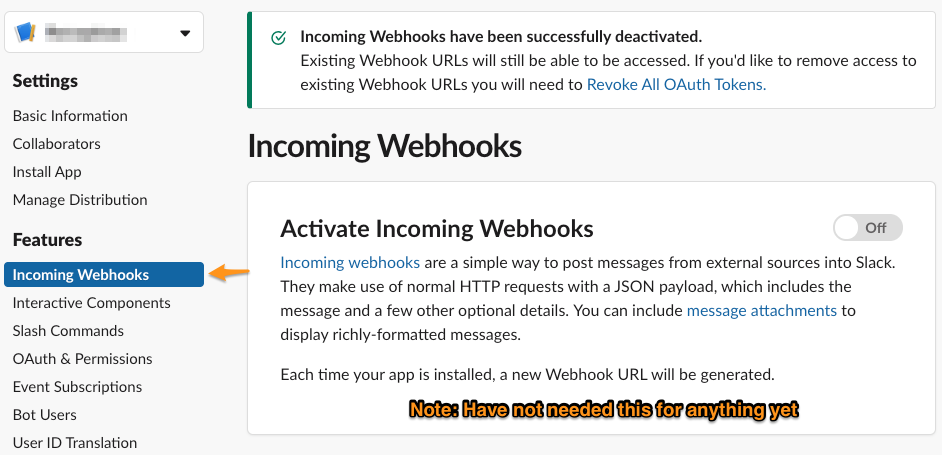 Settings
Basic Information
Collaborators
Install App
Manage Distribution
Features
Incoming Webhooks
Interactive Components
Slash Commands
OAuth & Permissions
Event Subscriptions
Bot Users
User ID Translation
Incoming Webhooks have been successfully deactivated.
Existing Webhook URLs will still be able to be accessed. If you'd like to remove access to
existing Webhook URLs you will need to Revoke All OAuth Tokens.
Incoming Webhooks
Activate Incoming Webhooks
Off
Incoming webhooks are a simple way to post messages from external sources into Slack.
They make use of normal HTTP requests with a JSON payload, which includes the
message and a few other optional details. You can include message attachments to
display richly-formatted messages.
Each time your app is installed, a new Webhook URL will be generated.
Note: Have not needed this for anything yet